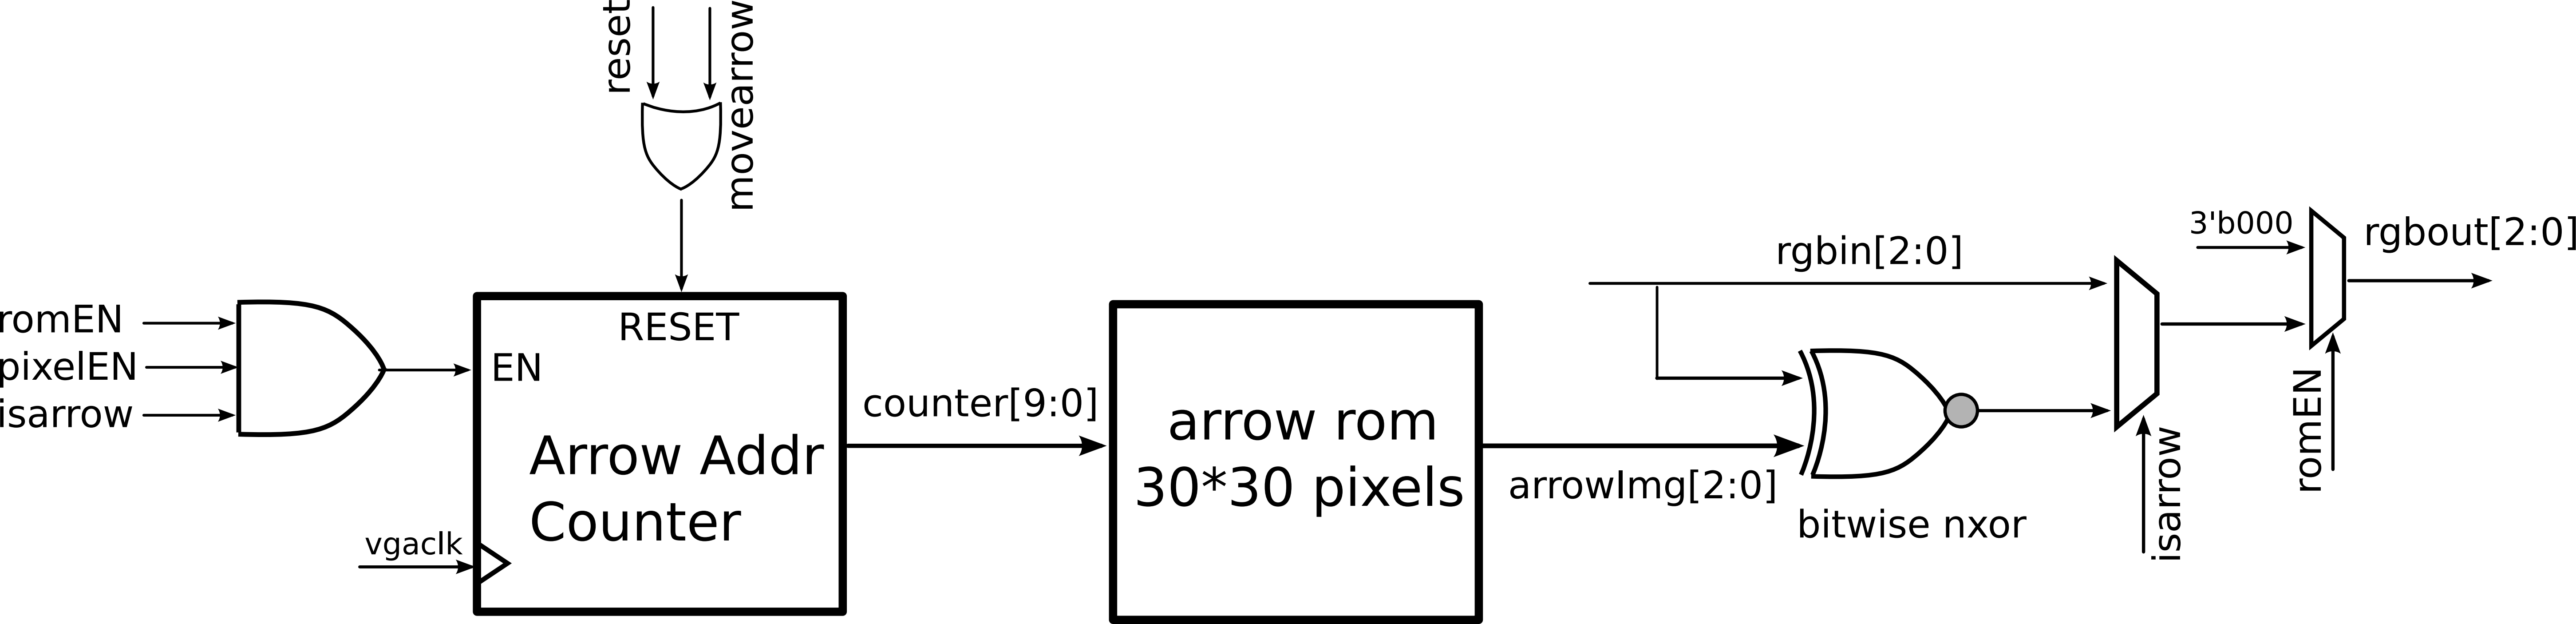 reset
movearrow
romEN
pixelEN
isarrow
RESET
EN
Arrow Addr
Counter
vgaclk
counter[9:0]
arrow rom
30*30 pixels
arrowImg[2:0]
rgbin[2:0]
bitwise nxor
isarrow
3'b000
romEN
rgbout[2:0]